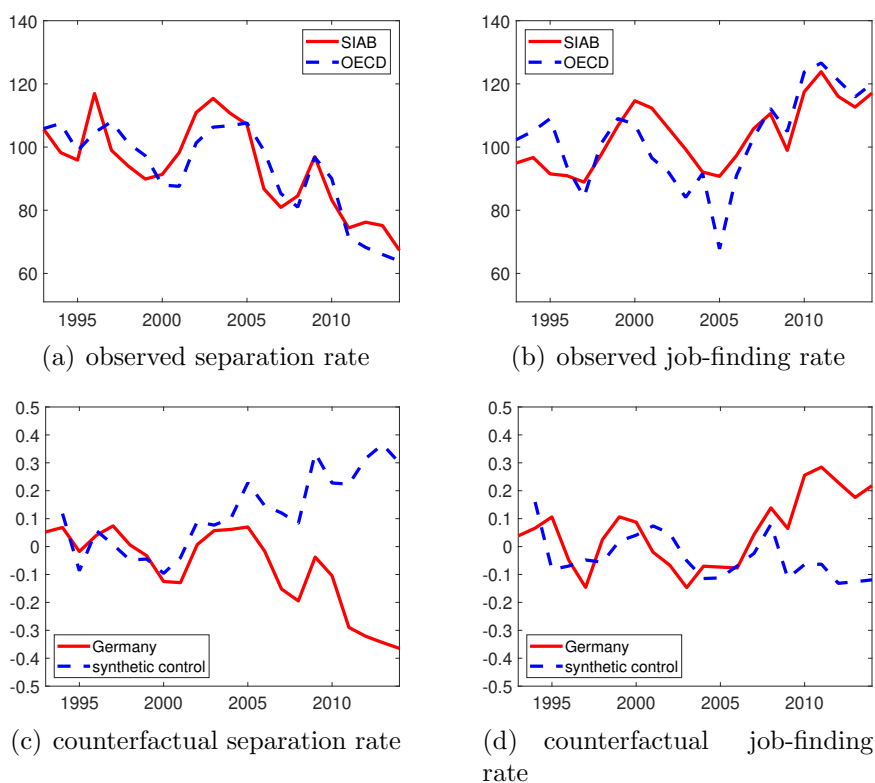 140
120
100
80
60
SIAB
OECD
1995 2000 2005 2010
(a) observed separation rate
140
120
100
80
60
SIAB
OECD
1995 2000 2005 2010
(b) observed job-finding rate
0.5
0.4
0.3
0.2
0.1
0
-0.1
-0.2
-0.3
-0.4
-0.5
Germany
synthetic control
1995 2000 2005 2010
(c) counterfactual separation rate
0.5
0.4
0.3
0.2
0.1
0
-0.1
-0.2
-0.3
-0.4
-0.5
Germany
synthetic control
1995 2000 2005 2010
(d) counterfactual job-finding
rate